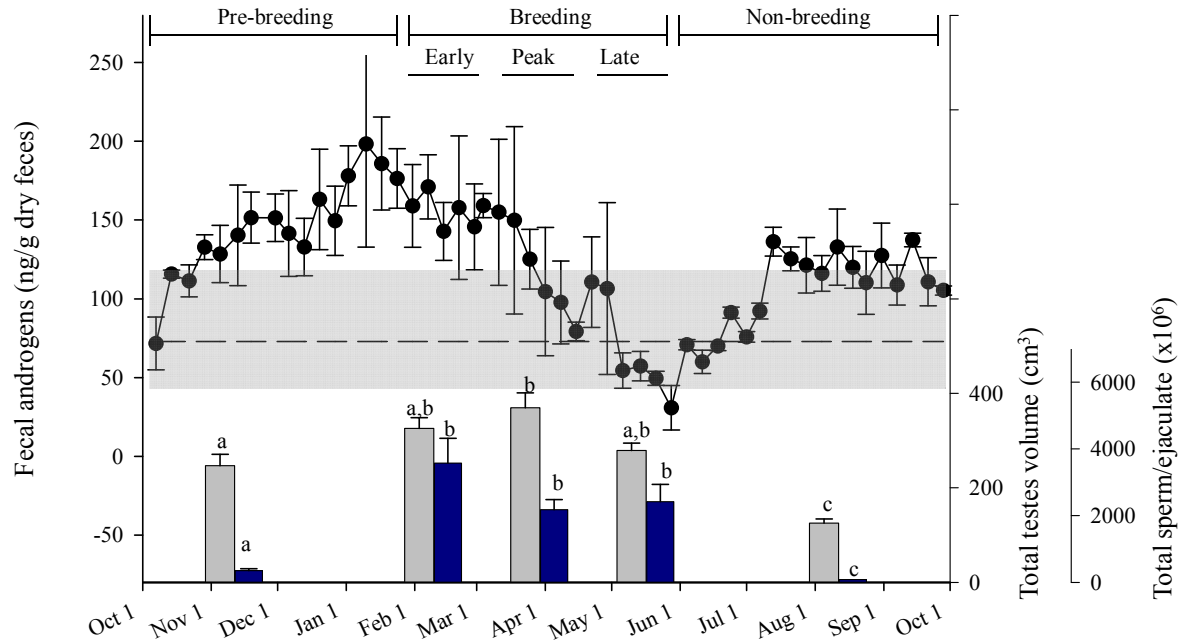 Pre-breeding Breeding Non-breeding
Early Peak Late
Fecal androgens (ng/g dry feces)
250
200
150
100
50
0
-50
a a a,b b b b a,b b c c
400
200
0
Total testes volume (cm³)
6000
4000
2000
0
Total sperm/ejaculate (x10⁶)
Oct 1 Nov 1 Dec 1 Jan 1 Feb 1 Mar 1 Apr 1 May 1 Jun 1 Jul 1 Aug 1 Sep 1 Oct 1